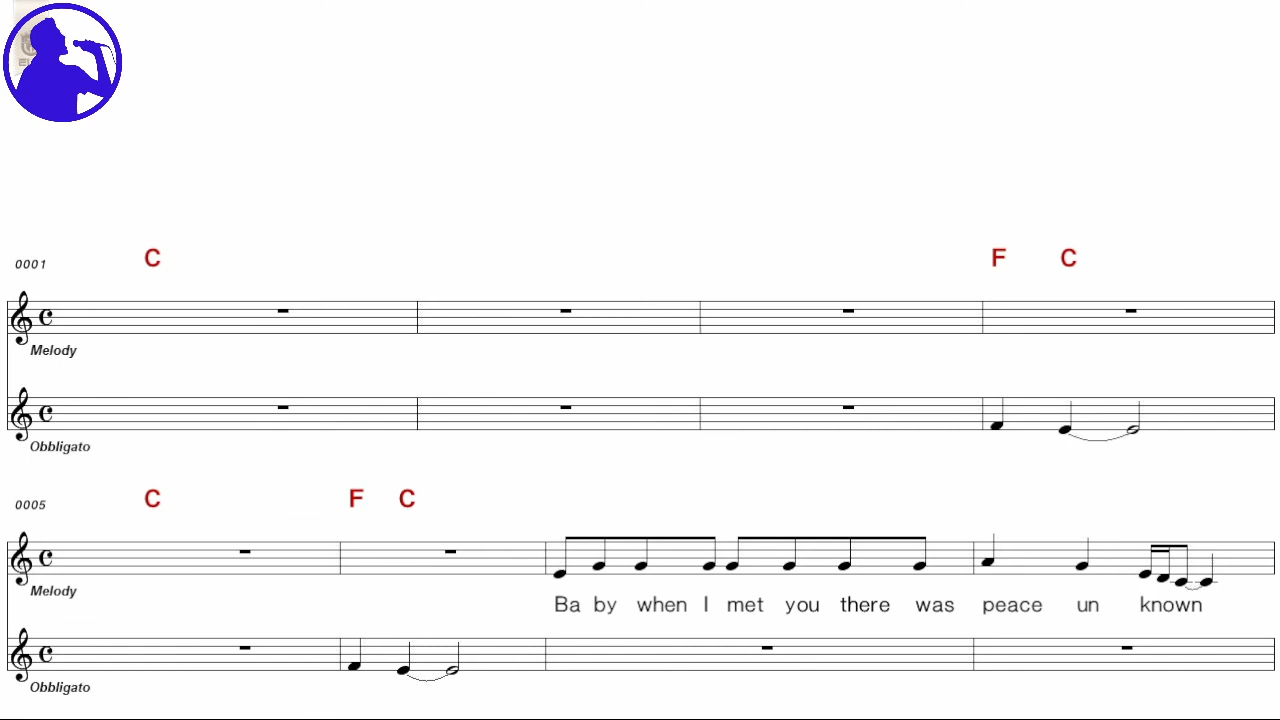 0001 C F C
Melody
Obbligato
0005 C F C
Melody
Ba by when I met you there was peace un known
Obbligato